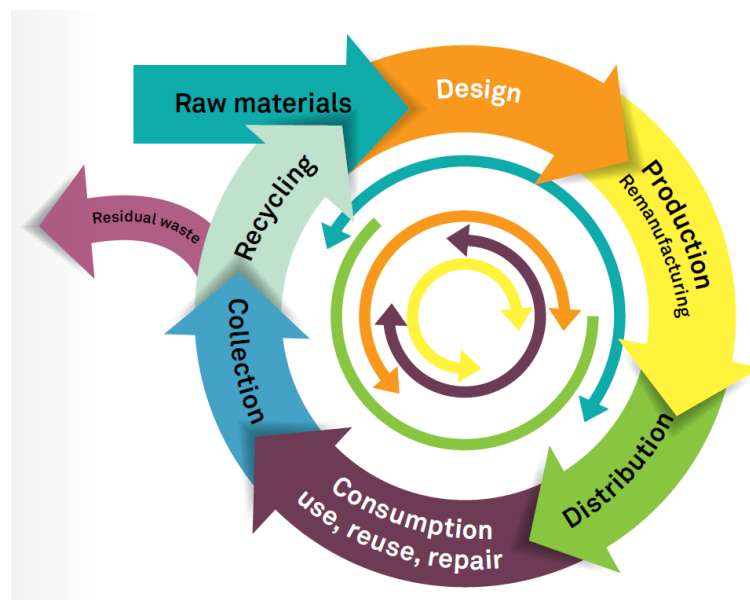 Raw materials
Design
Production
Remanufacturing
Distribution
Consumption
use, reuse, repair
Collection
Recycling
Residual waste